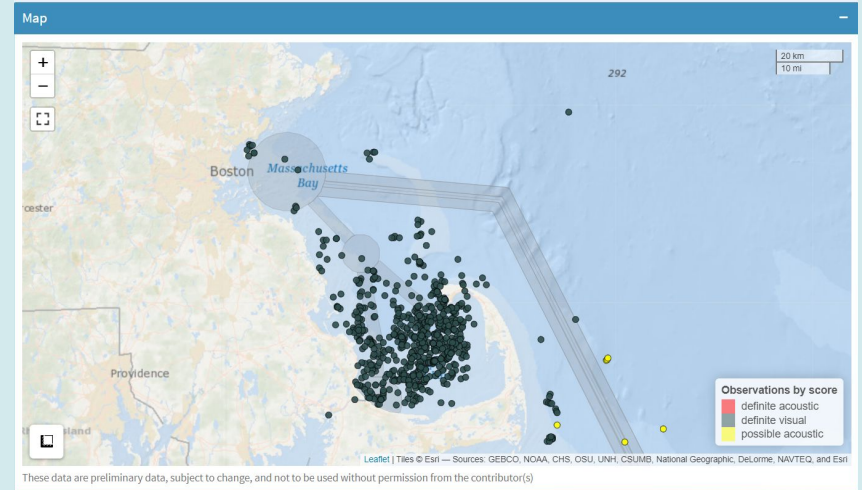 Map
−
+
−
20 km
10 mi
292
Boston
Massachusetts
Bay
cester
Providence
Island
Observations by score
definite acoustic
definite visual
possible acoustic
Leaflet | Tiles © Esri — Sources: GEBCO, NOAA, CHS, OSU, UNH, CSUMB, National Geographic, DeLorme, NAVTEQ, and Esri
These data are preliminary data, subject to change, and not to be used without permission from the contributor(s)